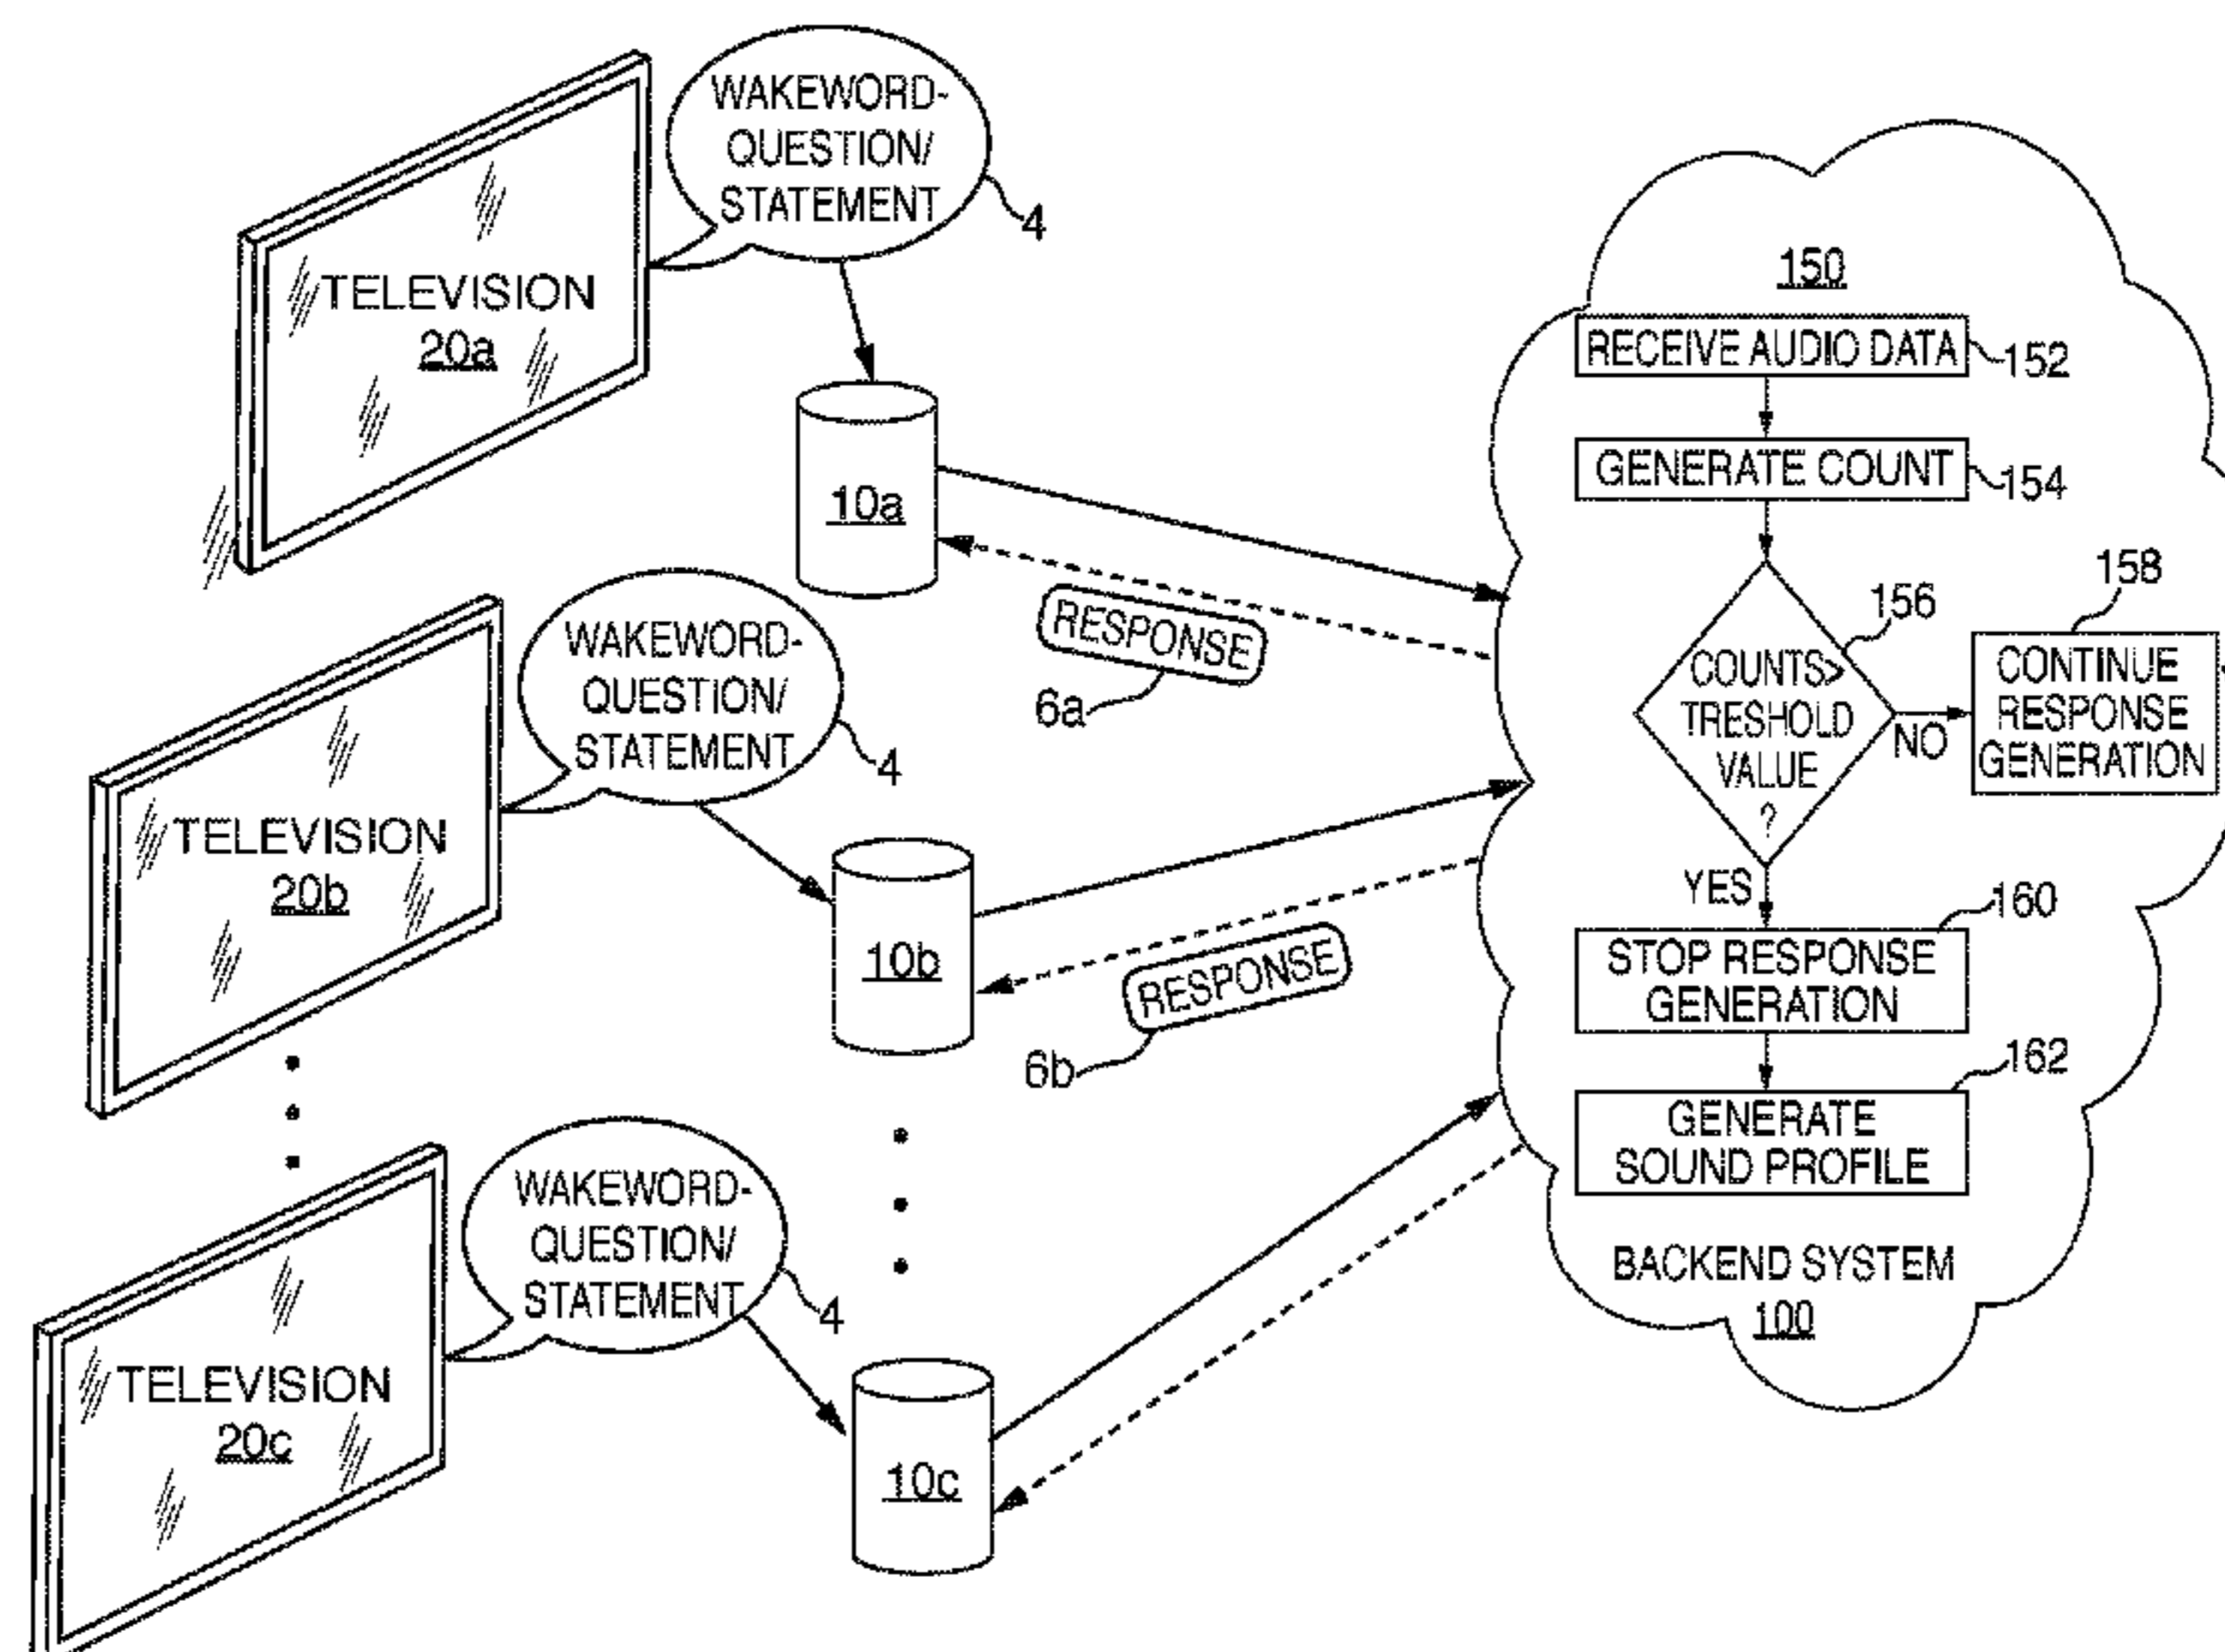 WAKEWORD-
QUESTION/
STATEMENT
4
TELEVISION
20a
10a
RESPONSE
6a
WAKEWORD-
QUESTION/
STATEMENT
4
TELEVISION
20b
10b
RESPONSE
6b
WAKEWORD-
QUESTION/
STATEMENT
4
TELEVISION
20c
10c
150
RECEIVE AUDIO DATA
152
GENERATE COUNT
154
COUNTS>
TRESHOLD
VALUE
?
156
NO
158
CONTINUE
RESPONSE
GENERATION
YES
160
STOP RESPONSE
GENERATION
162
GENERATE
SOUND PROFILE
BACKEND SYSTEM
100